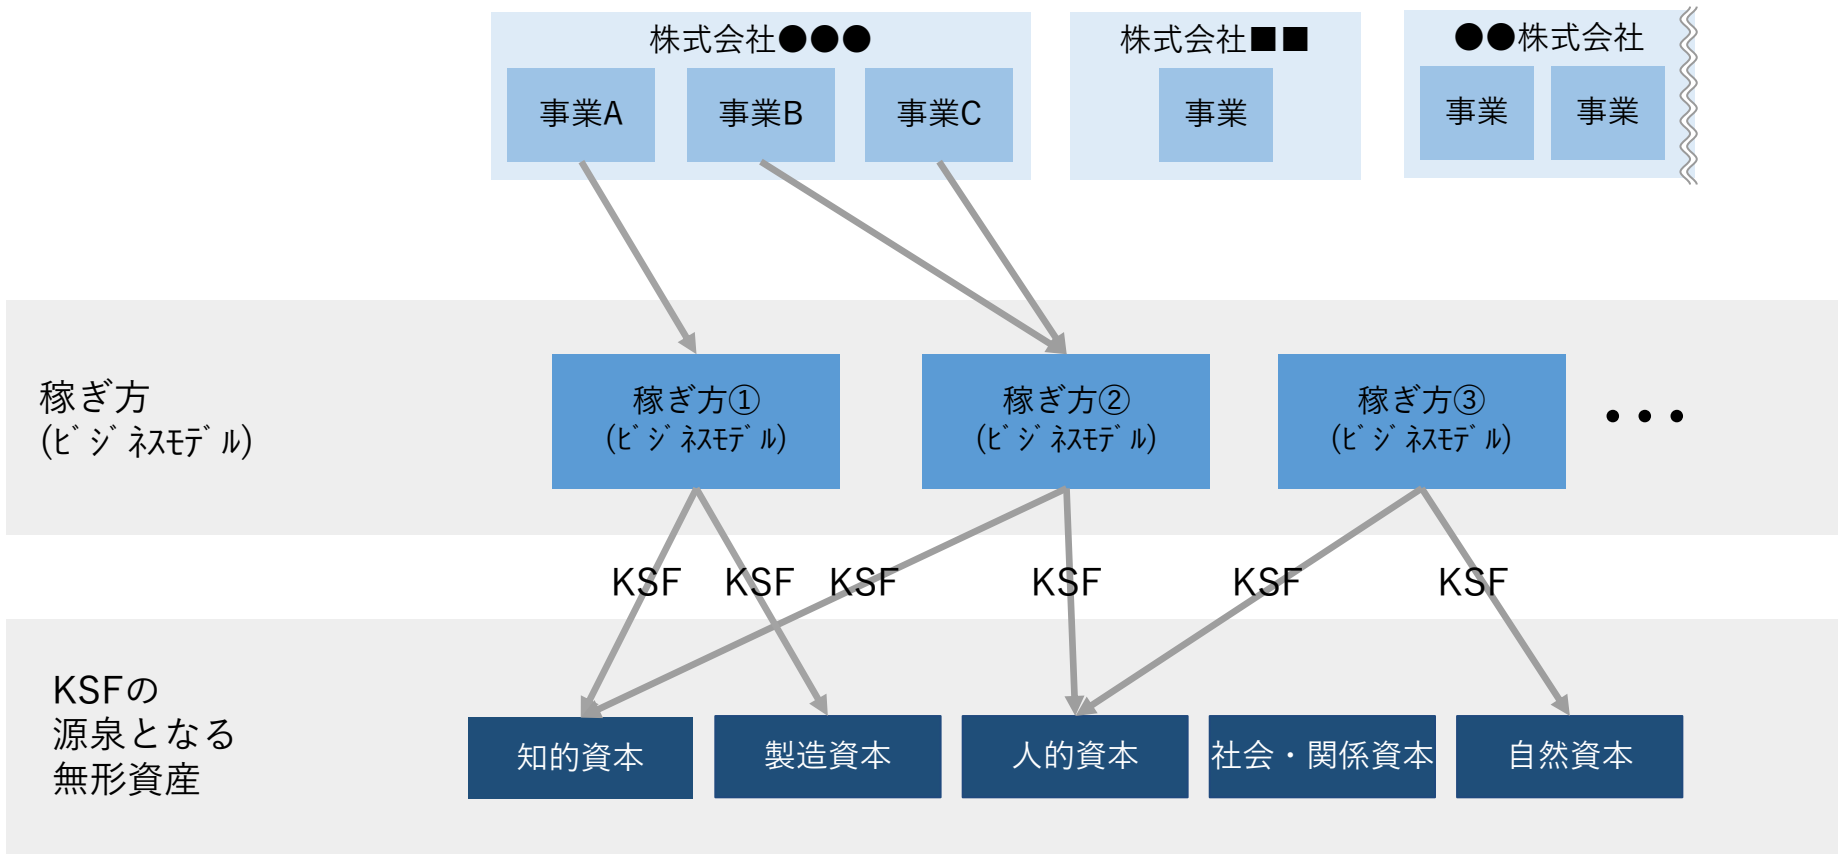 株式会社●●●
株式会社■■
●●株式会社
事業A
事業B
事業C
事業
事業
事業
稼ぎ方
(ﾋﾞｼﾞﾈｽﾓﾃﾞﾙ)
稼ぎ方①
(ﾋﾞｼﾞﾈｽﾓﾃﾞﾙ)
稼ぎ方②
(ﾋﾞｼﾞﾈｽﾓﾃﾞﾙ)
稼ぎ方③
(ﾋﾞｼﾞﾈｽﾓﾃﾞﾙ)
・・・
KSF
KSF
KSF
KSF
KSF
KSF
KSFの
源泉となる
無形資産
知的資本
製造資本
人的資本
社会・関係資本
自然資本